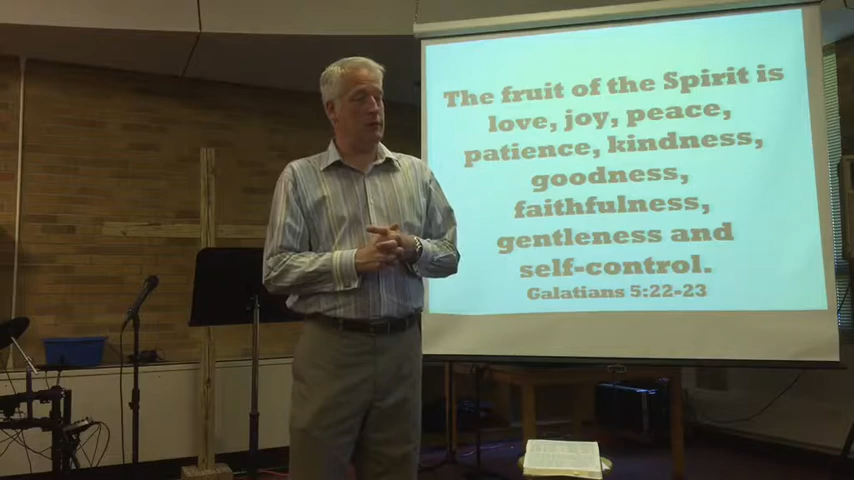 The fruit of the Spirit is
love, joy, peace,
patience, kindness,
goodness,
faithfulness,
gentleness and
self-control.
Galatians 5:22-23